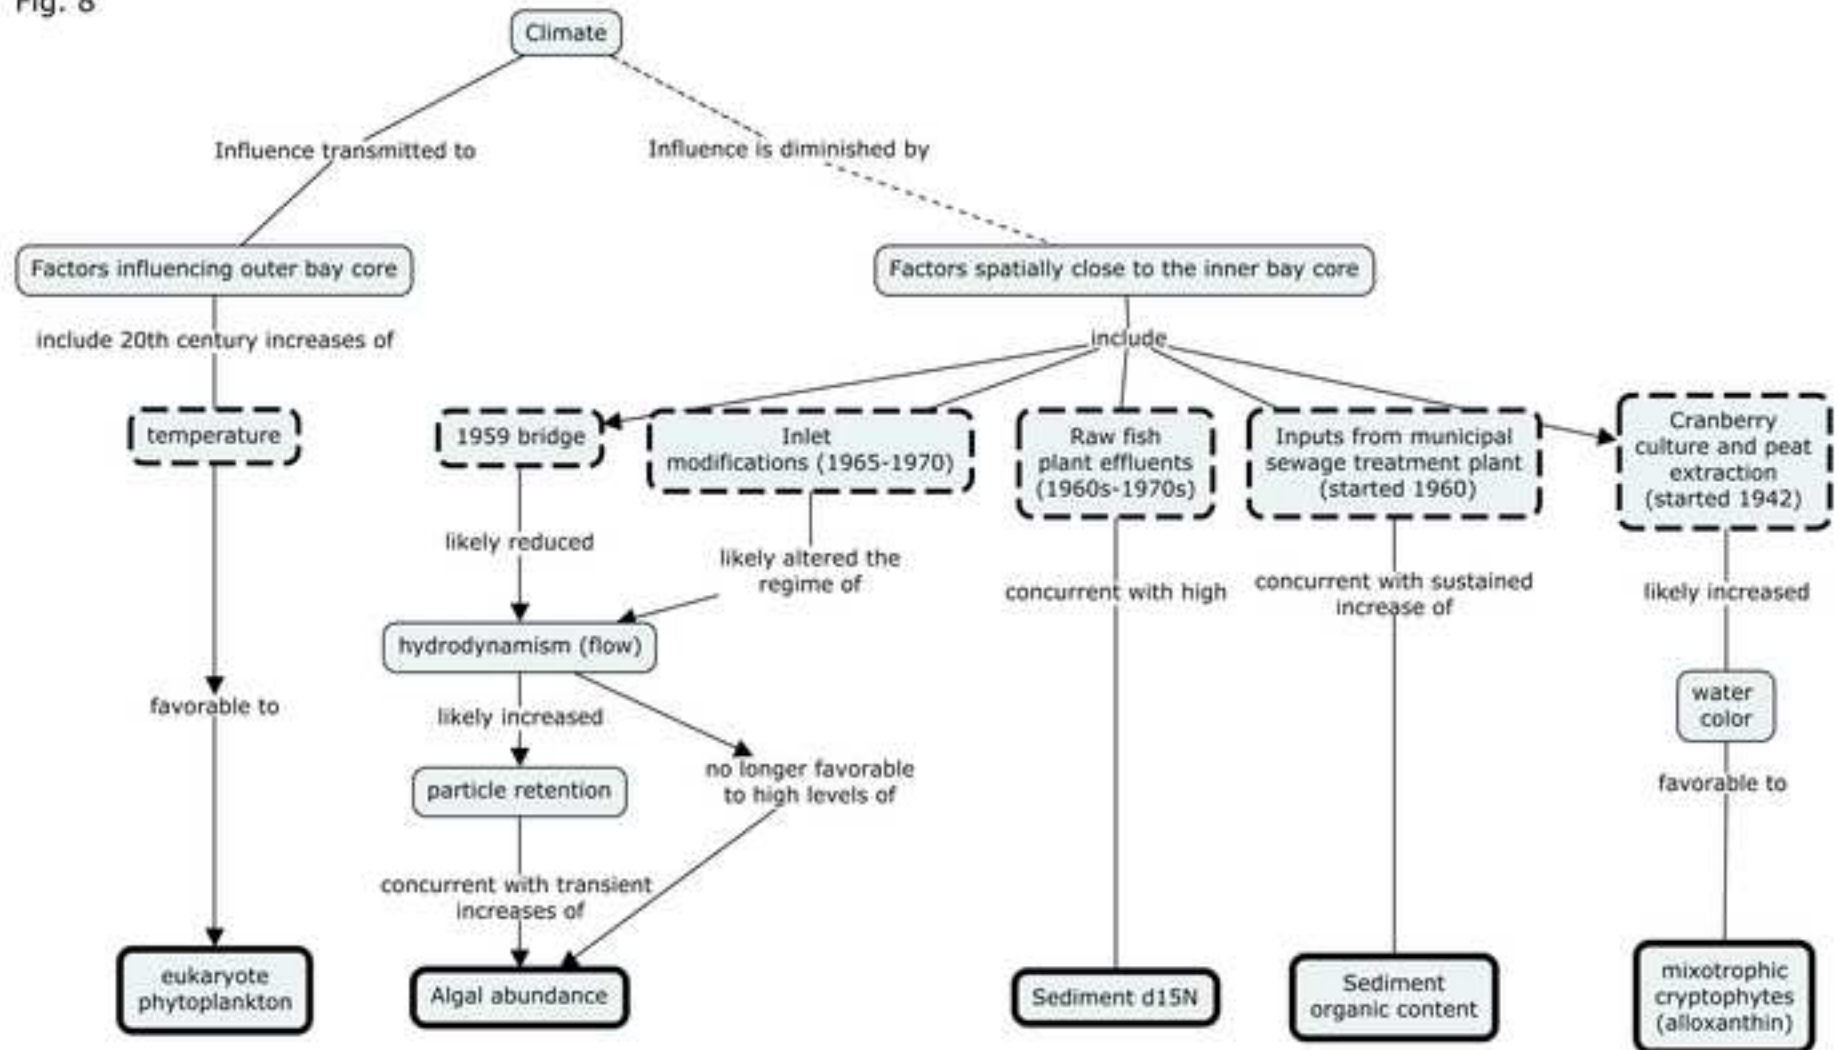 Fig. 8
Climate
Influence transmitted to
Influence is diminished by
Factors influencing outer bay core
Factors spatially close to the inner bay core
include 20th century increases of
include
temperature
1959 bridge
Inlet
modifications (1965-1970)
Raw fish
plant effluents
(1960s-1970s)
Inputs from municipal
sewage treatment plant
(started 1960)
Cranberry
culture and peat
extraction
(started 1942)
likely reduced
likely altered the
regime of
concurrent with high
concurrent with sustained
increase of
likely increased
hydrodynamism (flow)
favorable to
likely increased
water
color
particle retention
no longer favorable
to high levels of
favorable to
concurrent with transient
increases of
eukaryote
phytoplankton
Algal abundance
Sediment d15N
Sediment
organic content
mixotrophic
cryptophytes
(alloxanthin)